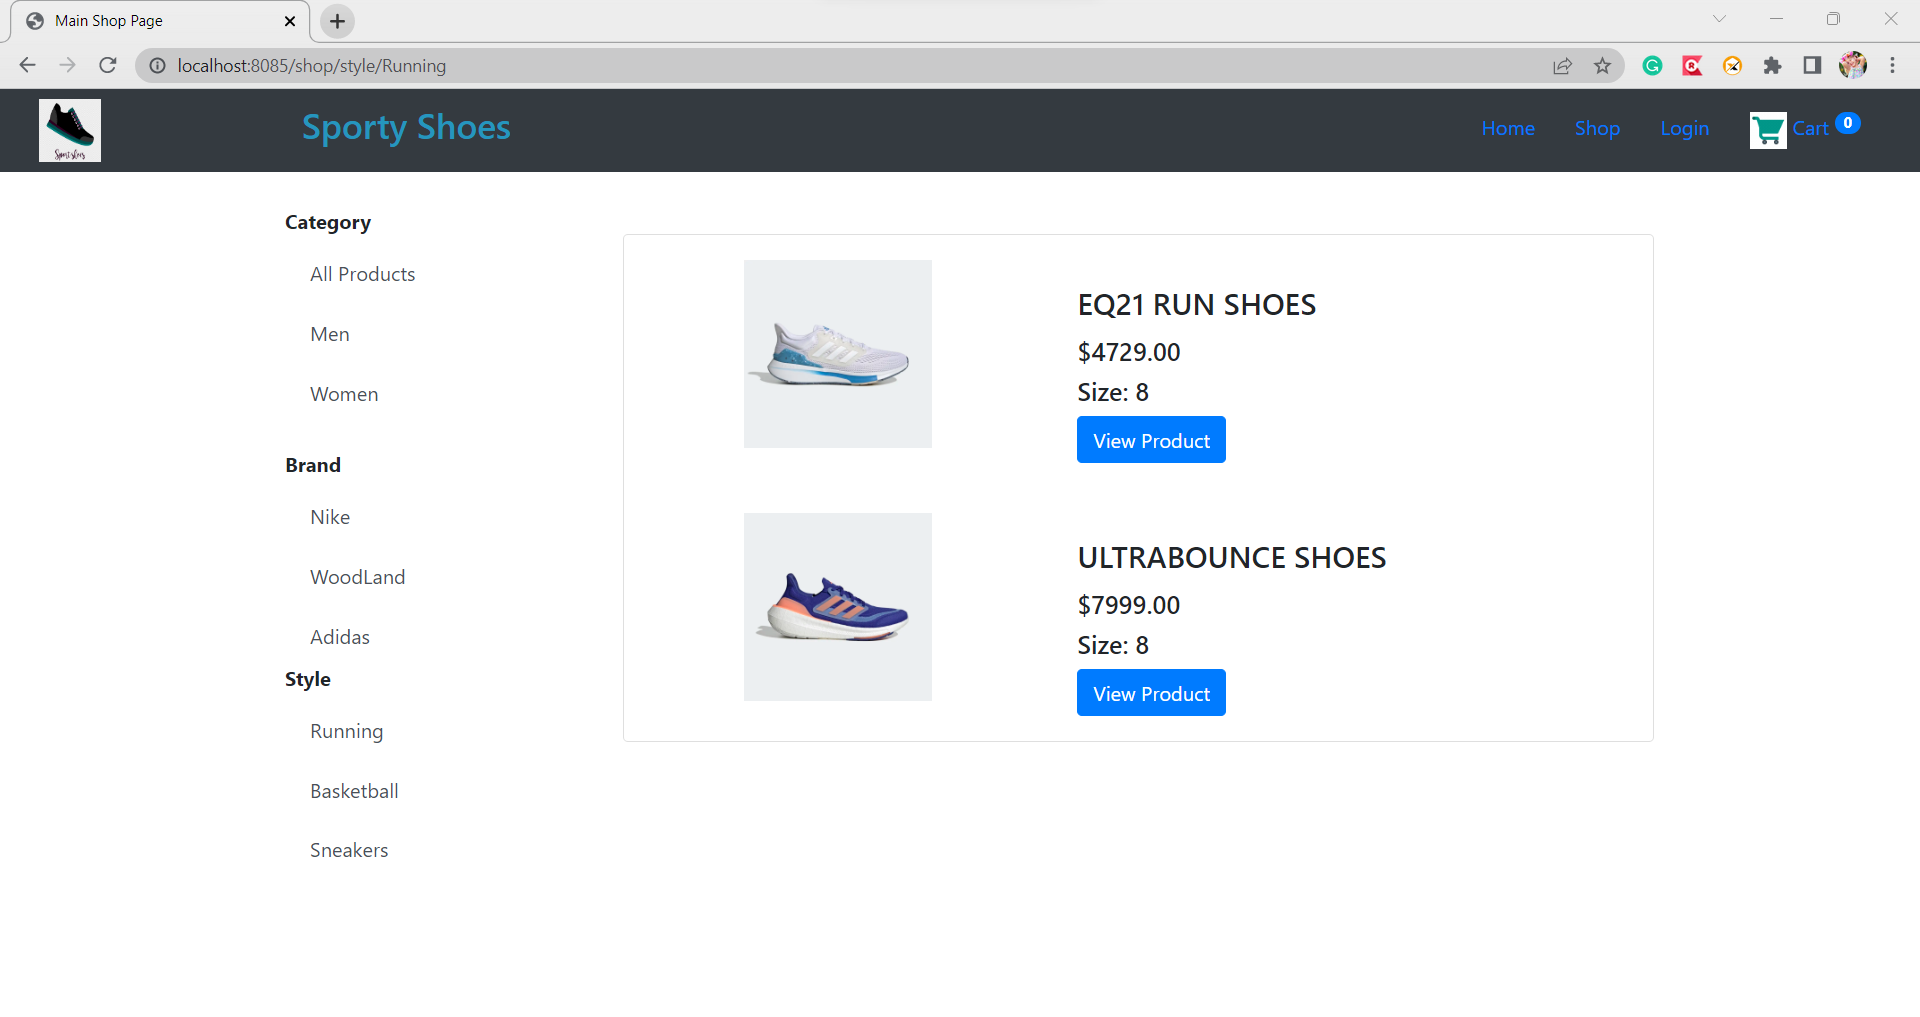 Main Shop Page
localhost:8085/shop/style/Running
Sport shoes
Sporty Shoes
Home
Shop
Login
Cart 0
Category
All Products
Men
Women
Brand
Nike
WoodLand
Adidas
Style
Running
Basketball
Sneakers
EQ21 RUN SHOES
$4729.00
Size: 8
View Product
ULTRABOUNCE SHOES
$7999.00
Size: 8
View Product